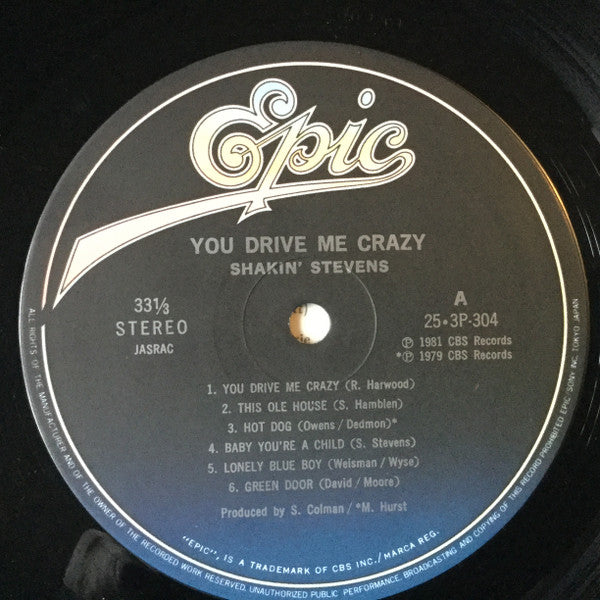 Epic
YOU DRIVE ME CRAZY
SHAKIN' STEVENS
33⅓
STEREO
JASRAC
A
25•3P-304
Ⓟ 1981 CBS Records
*Ⓟ 1979 CBS Records
1. YOU DRIVE ME CRAZY (R. Harwood)
2. THIS OLE HOUSE (S. Hamblen)
3. HOT DOG (Owens / Dedmon)*
4. BABY YOU'RE A CHILD (S. Stevens)
5. LONELY BLUE BOY (Weisman / Wyse)
6. GREEN DOOR (David / Moore)
Produced by S. Colman / *M. Hurst
"EPIC", IS A TRADEMARK OF CBS INC. / MARCA REG.
ALL RIGHTS OF THE MANUFACTURER AND OF THE OWNER OF THE RECORDED WORK RESERVED. UNAUTHORIZED PUBLIC PERFORMANCE, BROADCASTING AND COPYING OF THIS RECORD PROHIBITED EPIC/SONY INC. TOKYO JAPAN